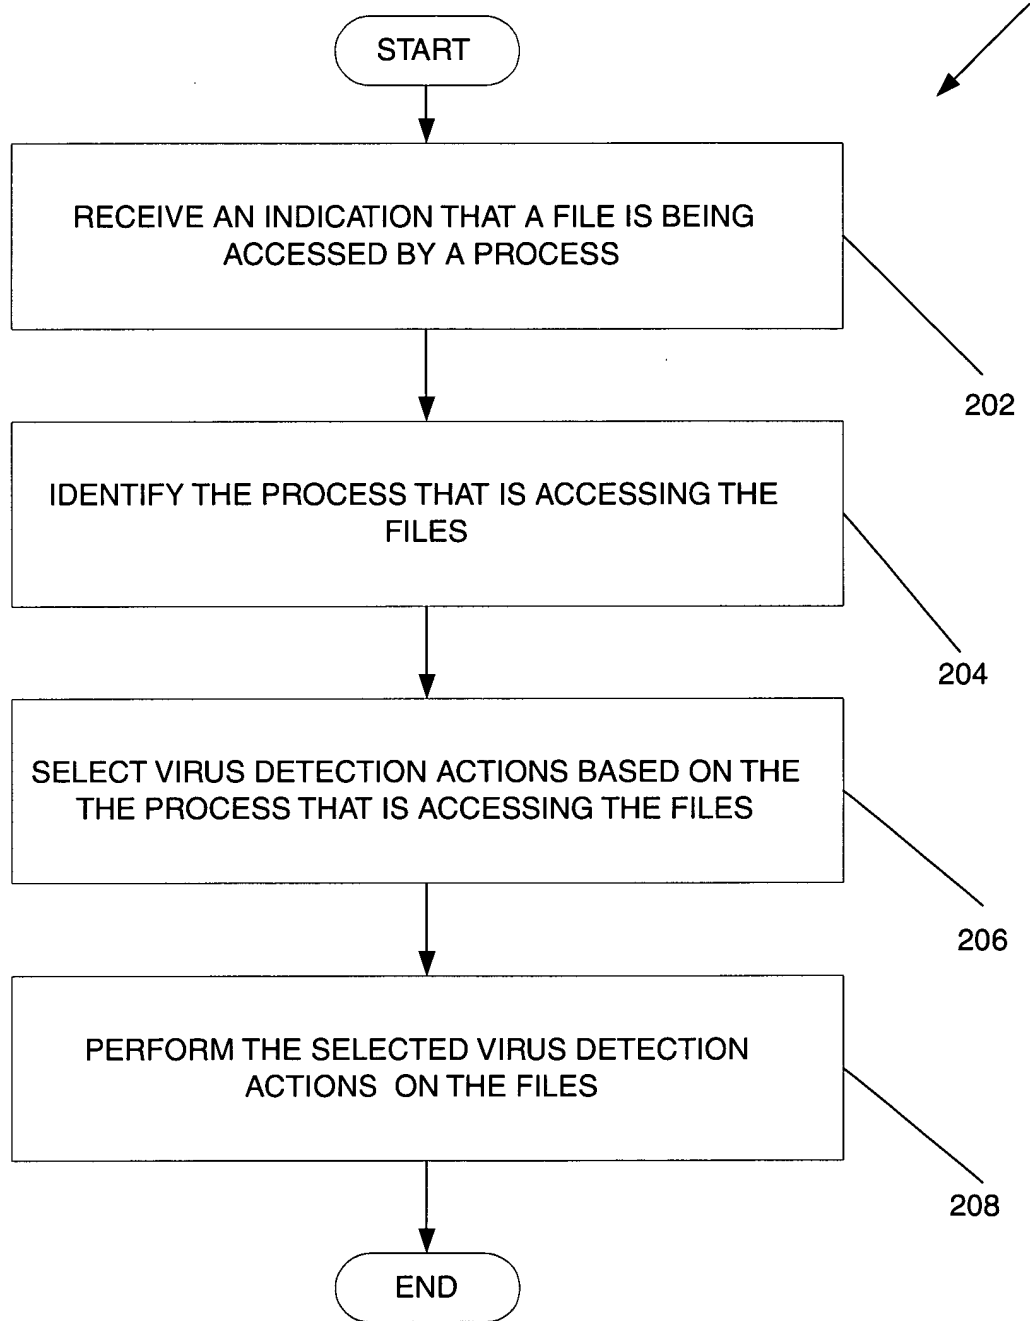 START
RECEIVE AN INDICATION THAT A FILE IS BEING
ACCESSED BY A PROCESS
202
IDENTIFY THE PROCESS THAT IS ACCESSING THE
FILES
204
SELECT VIRUS DETECTION ACTIONS BASED ON THE
THE PROCESS THAT IS ACCESSING THE FILES
206
PERFORM THE SELECTED VIRUS DETECTION
ACTIONS ON THE FILES
208
END